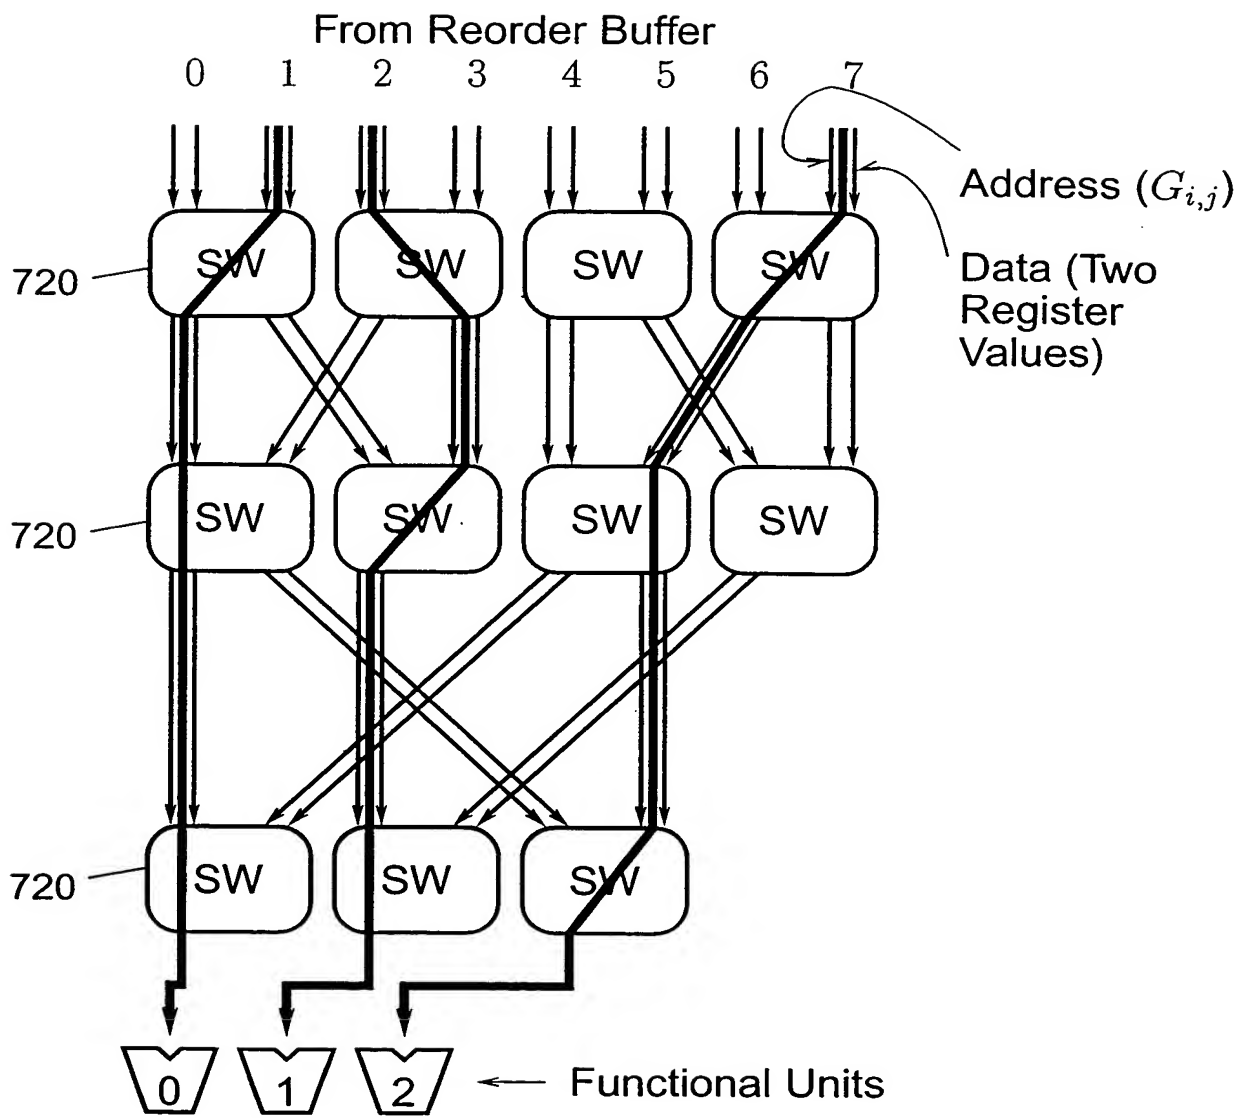 From Reorder Buffer
0 1 2 3 4 5 6 7
Address (G_{i,j})
Data (Two
Register
Values)
720 SW SW SW SW
720 SW SW SW SW
720 SW SW SW
0 1 2
Functional Units